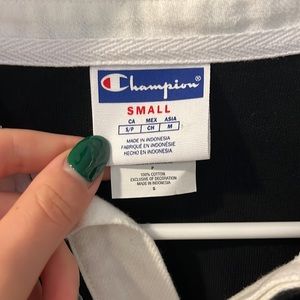 Champion®
SMALL
CA MEX ASIA
S/P CH M
MADE IN INDONESIA
FABRIQUÉ EN INDONÉSIE
HECHO EN INDONESIA
100% COTTON
EXCLUSIVE OF DECORATION
MADE IN INDONESIA
S